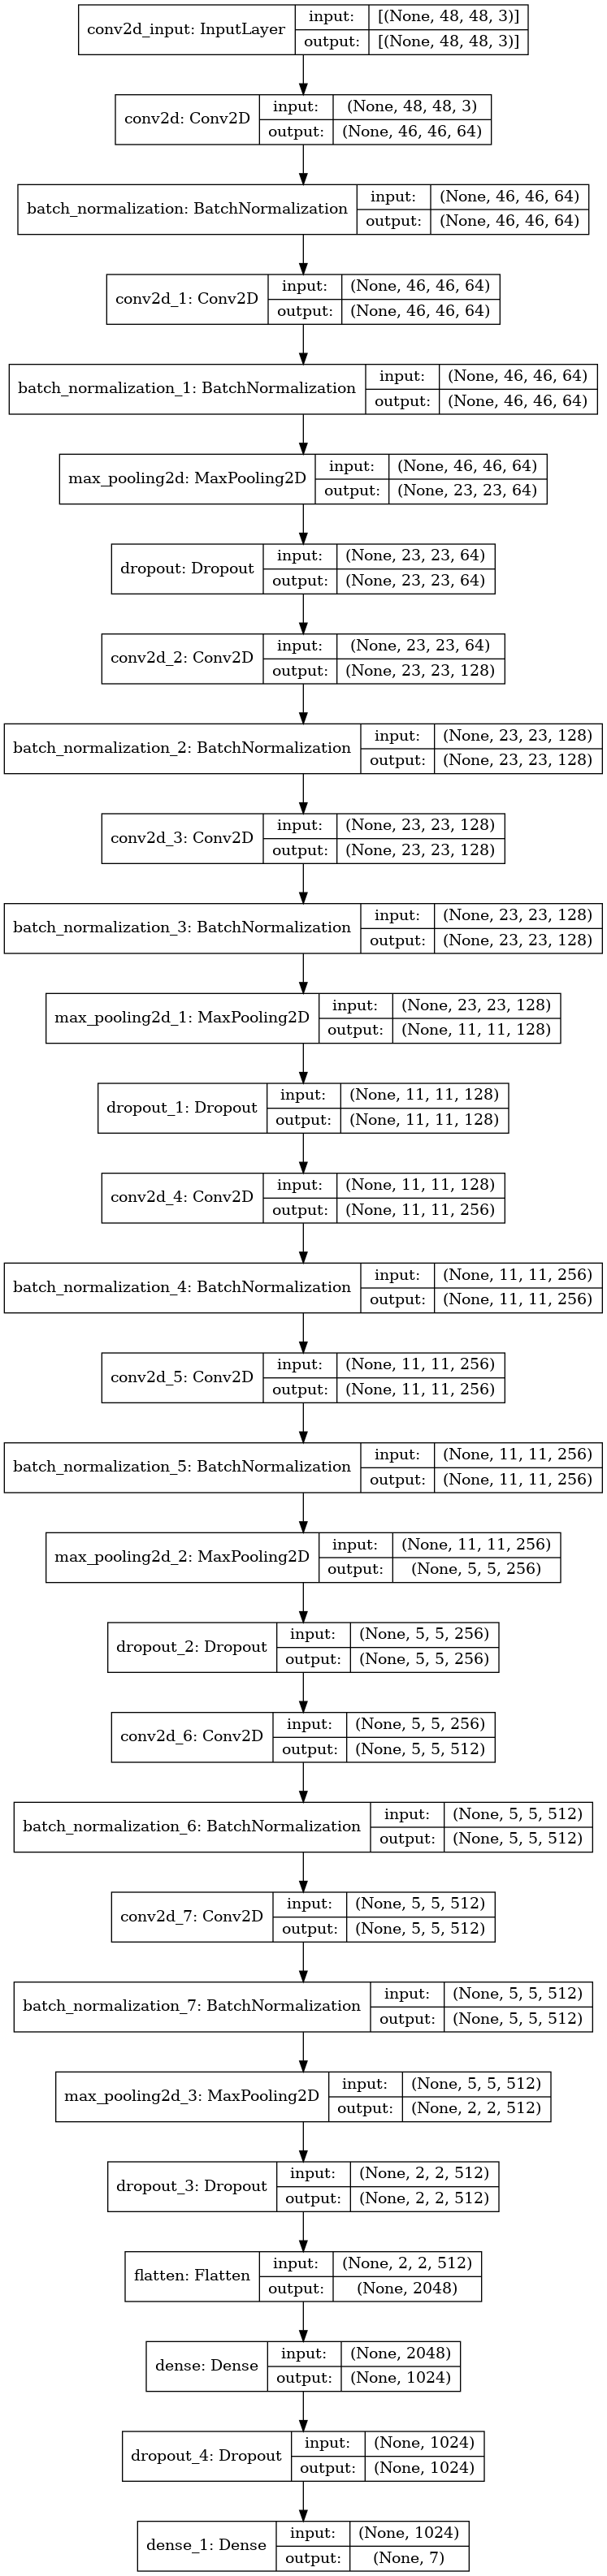 conv2d_input: InputLayer
input:
[(None, 48, 48, 3)]
output:
[(None, 48, 48, 3)]
conv2d: Conv2D
input:
(None, 48, 48, 3)
output:
(None, 46, 46, 64)
batch_normalization: BatchNormalization
input:
(None, 46, 46, 64)
output:
(None, 46, 46, 64)
conv2d_1: Conv2D
input:
(None, 46, 46, 64)
output:
(None, 46, 46, 64)
batch_normalization_1: BatchNormalization
input:
(None, 46, 46, 64)
output:
(None, 46, 46, 64)
max_pooling2d: MaxPooling2D
input:
(None, 46, 46, 64)
output:
(None, 23, 23, 64)
dropout: Dropout
input:
(None, 23, 23, 64)
output:
(None, 23, 23, 64)
conv2d_2: Conv2D
input:
(None, 23, 23, 64)
output:
(None, 23, 23, 128)
batch_normalization_2: BatchNormalization
input:
(None, 23, 23, 128)
output:
(None, 23, 23, 128)
conv2d_3: Conv2D
input:
(None, 23, 23, 128)
output:
(None, 23, 23, 128)
batch_normalization_3: BatchNormalization
input:
(None, 23, 23, 128)
output:
(None, 23, 23, 128)
max_pooling2d_1: MaxPooling2D
input:
(None, 23, 23, 128)
output:
(None, 11, 11, 128)
dropout_1: Dropout
input:
(None, 11, 11, 128)
output:
(None, 11, 11, 128)
conv2d_4: Conv2D
input:
(None, 11, 11, 128)
output:
(None, 11, 11, 256)
batch_normalization_4: BatchNormalization
input:
(None, 11, 11, 256)
output:
(None, 11, 11, 256)
conv2d_5: Conv2D
input:
(None, 11, 11, 256)
output:
(None, 11, 11, 256)
batch_normalization_5: BatchNormalization
input:
(None, 11, 11, 256)
output:
(None, 11, 11, 256)
max_pooling2d_2: MaxPooling2D
input:
(None, 11, 11, 256)
output:
(None, 5, 5, 256)
dropout_2: Dropout
input:
(None, 5, 5, 256)
output:
(None, 5, 5, 256)
conv2d_6: Conv2D
input:
(None, 5, 5, 256)
output:
(None, 5, 5, 512)
batch_normalization_6: BatchNormalization
input:
(None, 5, 5, 512)
output:
(None, 5, 5, 512)
conv2d_7: Conv2D
input:
(None, 5, 5, 512)
output:
(None, 5, 5, 512)
batch_normalization_7: BatchNormalization
input:
(None, 5, 5, 512)
output:
(None, 5, 5, 512)
max_pooling2d_3: MaxPooling2D
input:
(None, 5, 5, 512)
output:
(None, 2, 2, 512)
dropout_3: Dropout
input:
(None, 2, 2, 512)
output:
(None, 2, 2, 512)
flatten: Flatten
input:
(None, 2, 2, 512)
output:
(None, 2048)
dense: Dense
input:
(None, 2048)
output:
(None, 1024)
dropout_4: Dropout
input:
(None, 1024)
output:
(None, 1024)
dense_1: Dense
input:
(None, 1024)
output:
(None, 7)